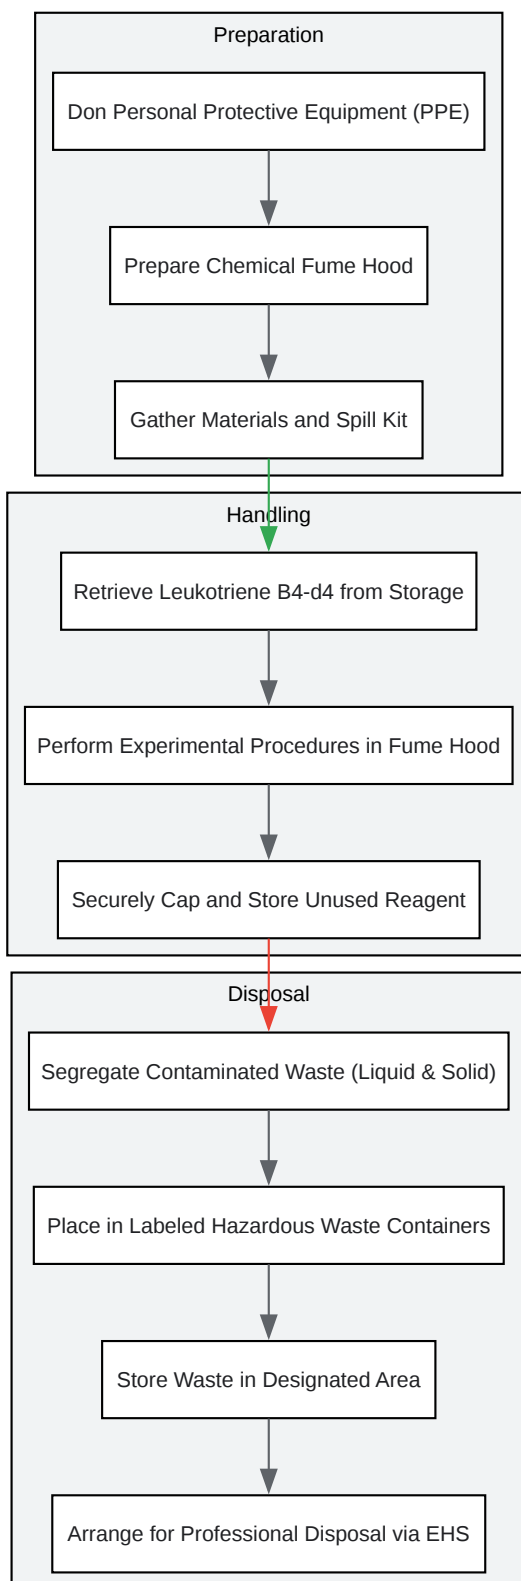 Preparation
Don Personal Protective Equipment (PPE)
Prepare Chemical Fume Hood
Gather Materials and Spill Kit
Handling
Retrieve Leukotriene B4-d4 from Storage
Perform Experimental Procedures in Fume Hood
Securely Cap and Store Unused Reagent
Disposal
Segregate Contaminated Waste (Liquid & Solid)
Place in Labeled Hazardous Waste Containers
Store Waste in Designated Area
Arrange for Professional Disposal via EHS